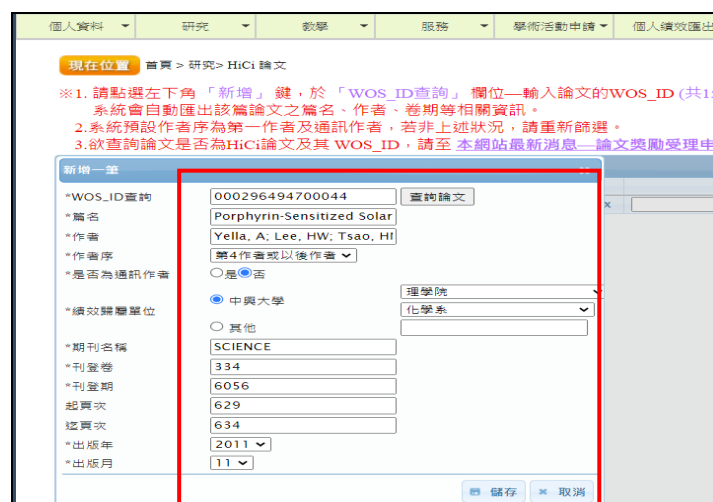 個人資料 研究 教學 服務 學術活動申請 個人績效匯出
現在位置 首頁 > 研究> HiCi 論文
※1. 請點選左下角 「新增」 鍵，於 「WOS_ID查詢」 欄位—輸入論文的WOS_ID (共1
系統會自動匯出該篇論文之篇名、作者、卷期等相關資訊。
2.系統預設作者序為第一作者及通訊作者，若非上述狀況，請重新篩選。
3.欲查詢論文是否為HiCi論文及其 WOS_ID，請至 本網站最新消息—論文獎勵受理申
新增一筆
*WOS_ID查詢 000296494700044 查詢論文
*篇名 Porphyrin-Sensitized Solar
*作者 Yella, A; Lee, HW; Tsao, HI
*作者序 第4作者或以後作者
*是否為通訊作者 是 否
*績效歸屬單位 中興大學 理學院
化學系
其他
*期刊名稱 SCIENCE
*刊登卷 334
*刊登期 6056
起頁次 629
迄頁次 634
*出版年 2011
*出版月 11
儲存 × 取消